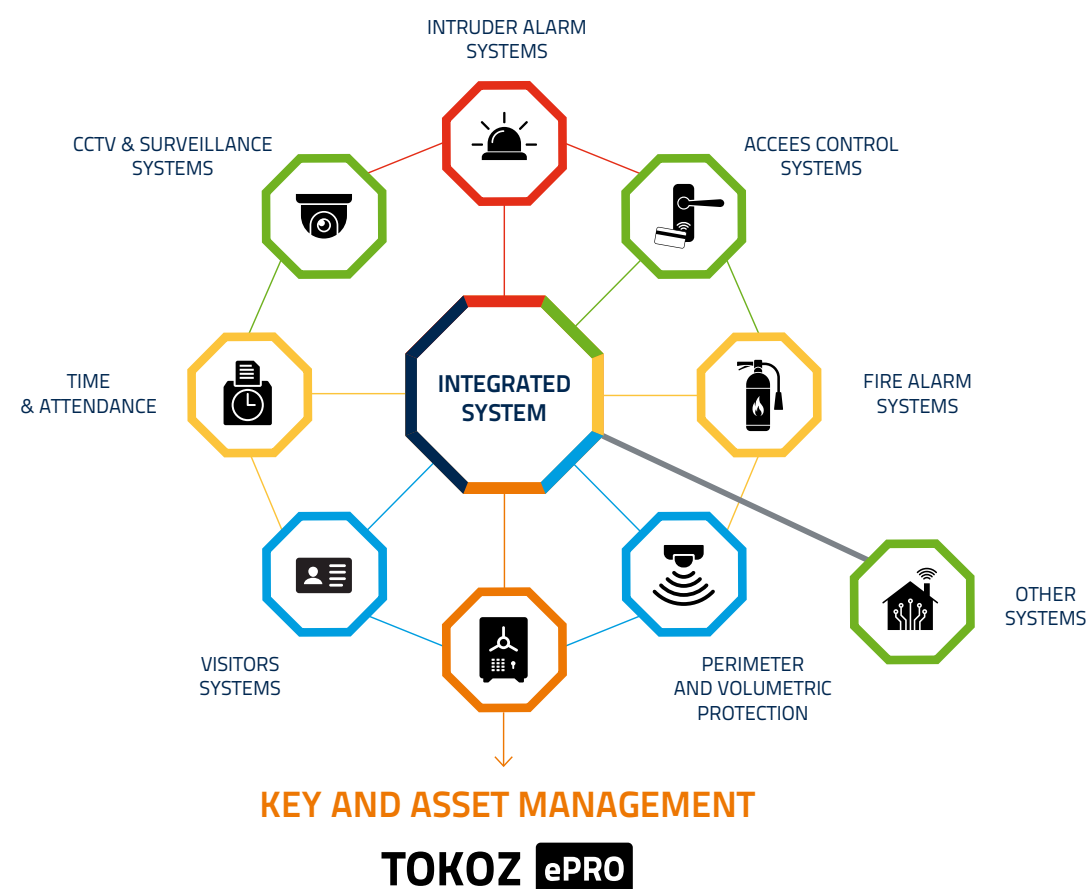 INTRUDER ALARM
SYSTEMS
CCTV & SURVEILLANCE
SYSTEMS
ACCEES CONTROL
SYSTEMS
INTEGRATED
SYSTEM
TIME
& ATTENDANCE
FIRE ALARM
SYSTEMS
OTHER
SYSTEMS
VISITORS
SYSTEMS
PERIMETER
AND VOLUMETRIC
PROTECTION
KEY AND ASSET MANAGEMENT
TOKOZ ePRO